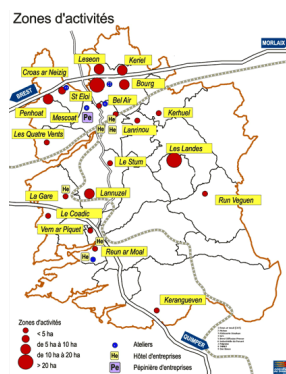 Zones d'activités
MORLAIX
Leseon
Keriel
Croas ar Neizig
BREST
St Eloi
Bourg
Bel Air
Penhoat
Mescoat
Pe
Kerhuel
He
Lanrinou
Les Quatre Vents
He
Les Landes
Le Stum
He
La Gare
Lannuzel
Run Veguen
Le Coadic
Vern ar Piquet
He
Reun ar Moal
He
Kerangueven
QUIMPER
Zones d'activités
< 5 ha
de 5 ha à 10 ha
de 10 ha à 20 ha
> 20 ha
Ateliers
He Hôtel d'entreprises
Pe Pépinière d'entreprises